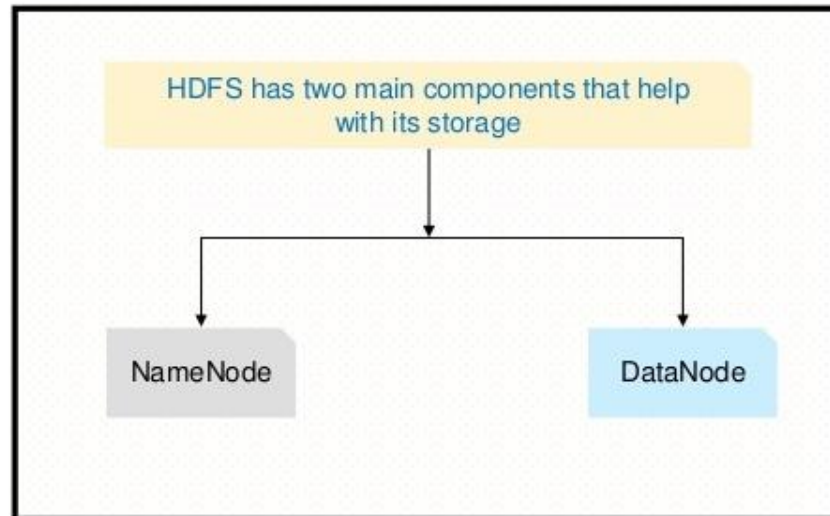 HDFS has two main components that help
with its storage
NameNode
DataNode